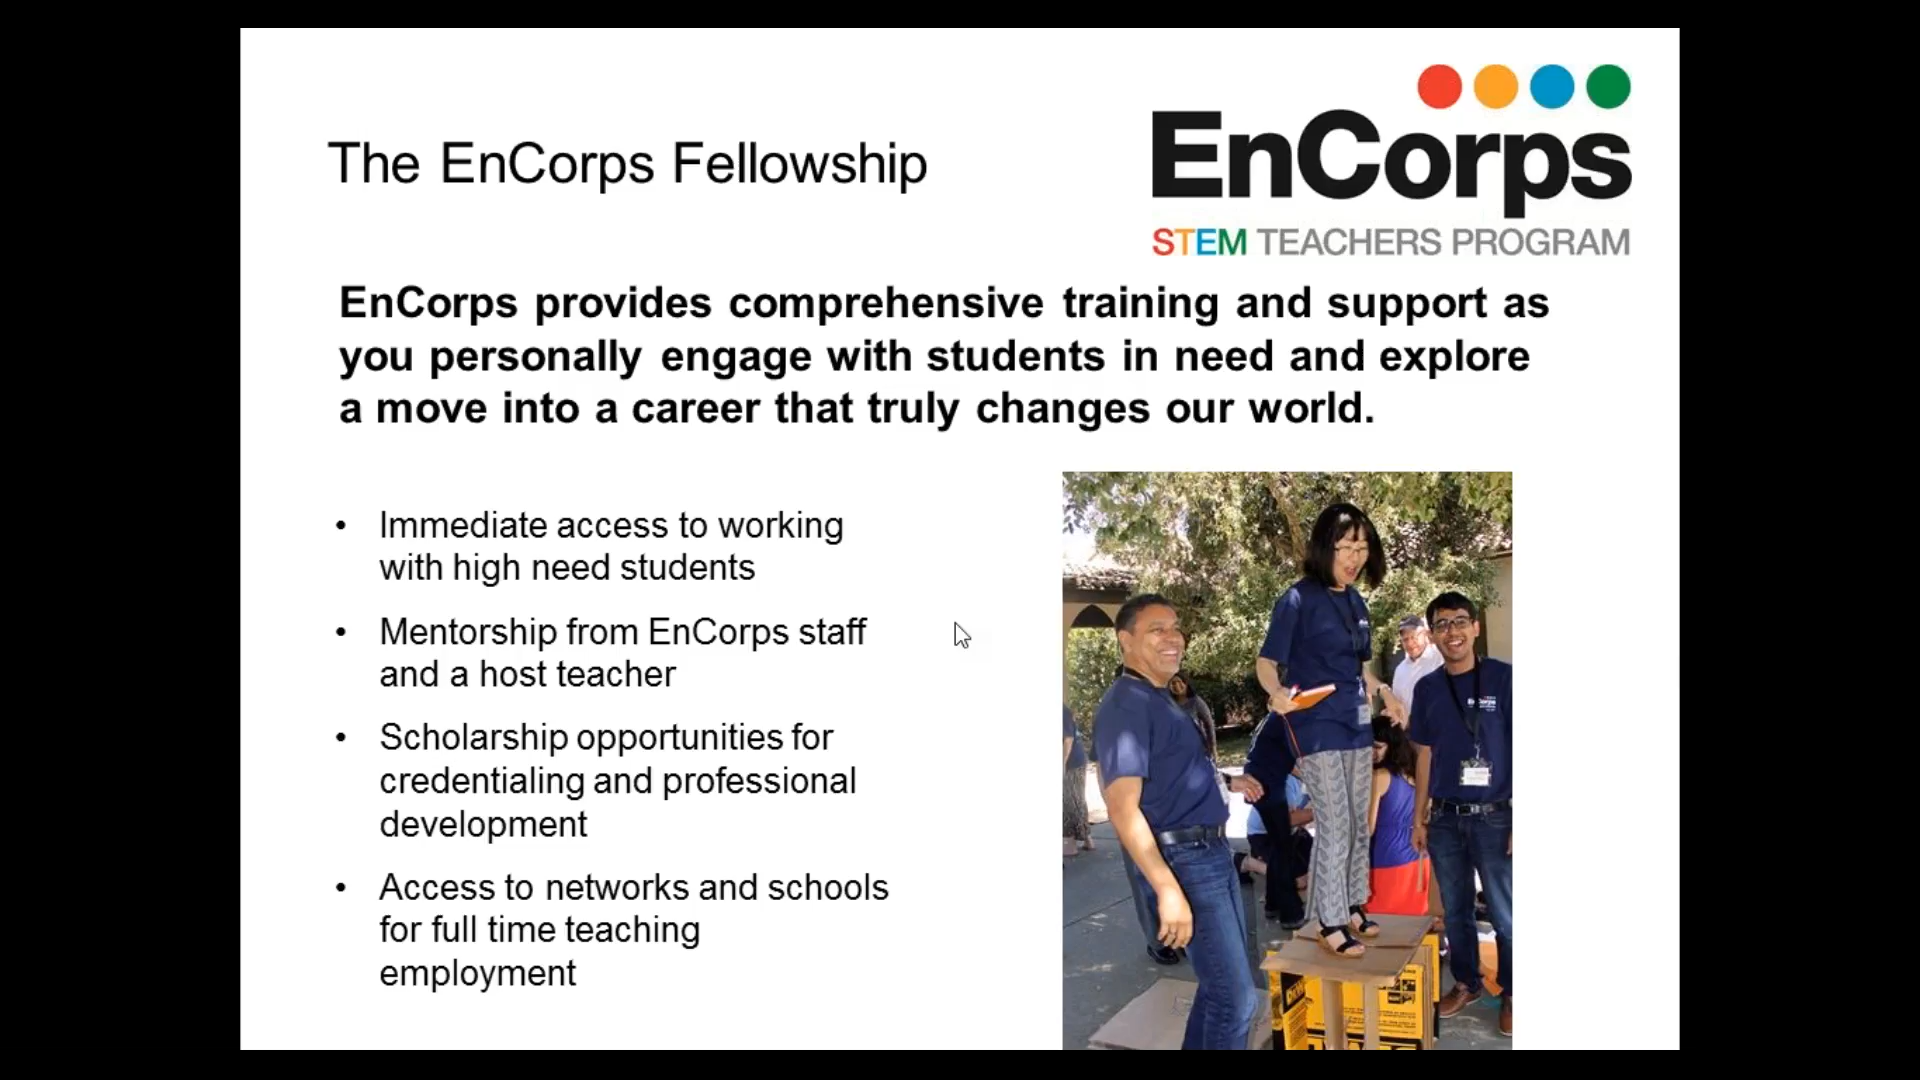 The EnCorps Fellowship
EnCorps
STEM TEACHERS PROGRAM
EnCorps provides comprehensive training and support as
you personally engage with students in need and explore
a move into a career that truly changes our world.
• Immediate access to working
with high need students
• Mentorship from EnCorps staff
and a host teacher
• Scholarship opportunities for
credentialing and professional
development
• Access to networks and schools
for full time teaching
employment
EnCorps